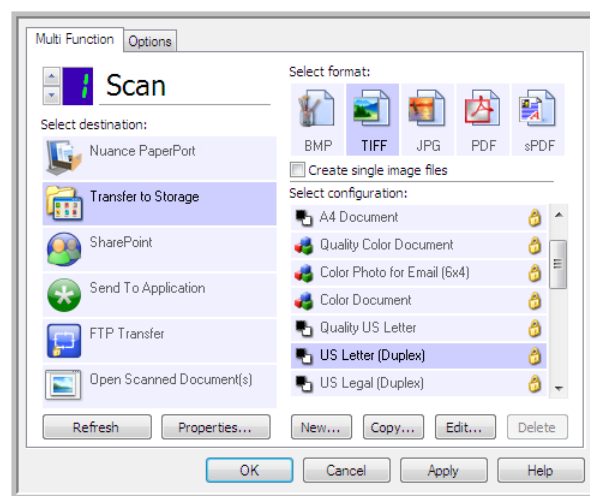 Multi Function
Options
1 Scan
Select destination:
Nuance PaperPort
Transfer to Storage
SharePoint
Send To Application
FTP Transfer
Open Scanned Document(s)
Refresh
Properties...
Select format:
BMP
TIFF
JPG
PDF
sPDF
Create single image files
Select configuration:
A4 Document
Quality Color Document
Color Photo for Email (6x4)
Color Document
Quality US Letter
US Letter (Duplex)
US Legal (Duplex)
New...
Copy...
Edit...
Delete
OK
Cancel
Apply
Help